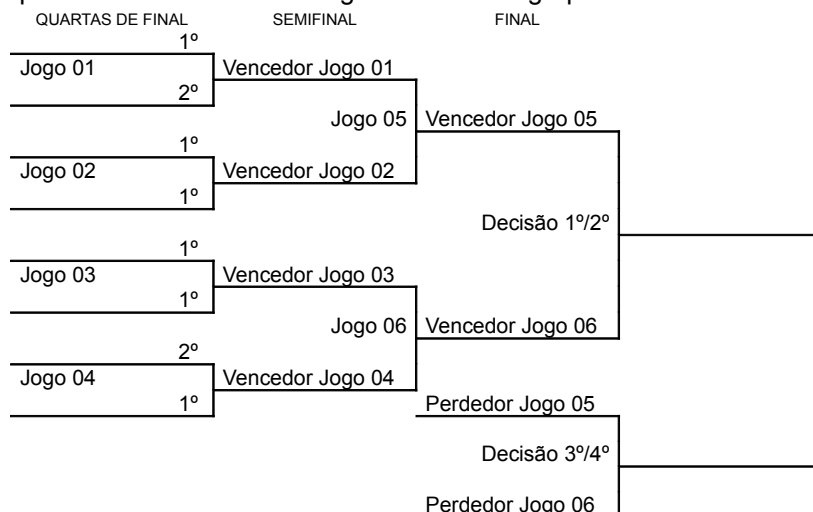 QUARTAS DE FINAL SEMIFINAL FINAL
1º
Jogo 01 Vencedor Jogo 01
2º
Jogo 05 Vencedor Jogo 05
1º
Jogo 02 Vencedor Jogo 02
1º
Decisão 1º/2º
1º
Jogo 03 Vencedor Jogo 03
1º
Jogo 06 Vencedor Jogo 06
2º
Jogo 04 Vencedor Jogo 04
1º
Perdedor Jogo 05
Decisão 3º/4º
Perdedor Jogo 06